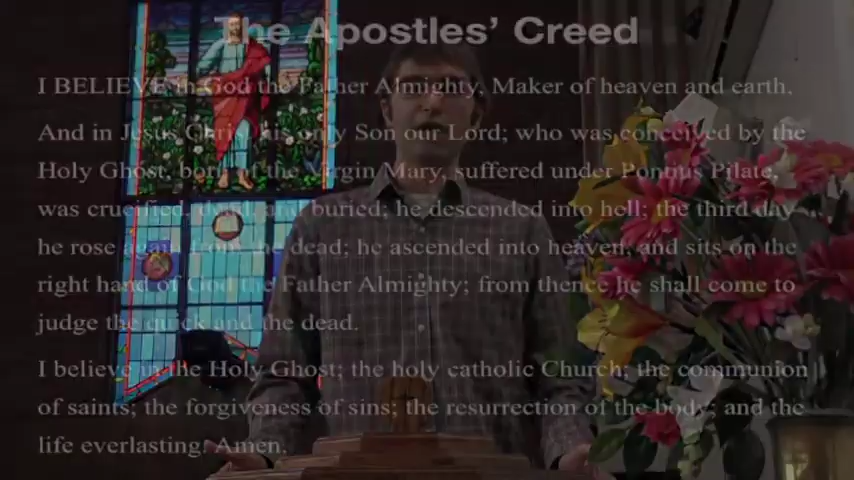 The Apostles' Creed
I BELIEVE in God the Father Almighty, Maker of heaven and earth.
And in Jesus Christ his only Son our Lord; who was conceived by the
Holy Ghost, born of the Virgin Mary, suffered under Pontius Pilate,
was crucified, dead, and buried; he descended into hell; the third day
he rose again from the dead; he ascended into heaven, and sits on the
right hand of God the Father Almighty; from thence he shall come to
judge the quick and the dead.
I believe in the Holy Ghost; the holy catholic Church; the communion
of saints; the forgiveness of sins; the resurrection of the body; and the
life everlasting. Amen.